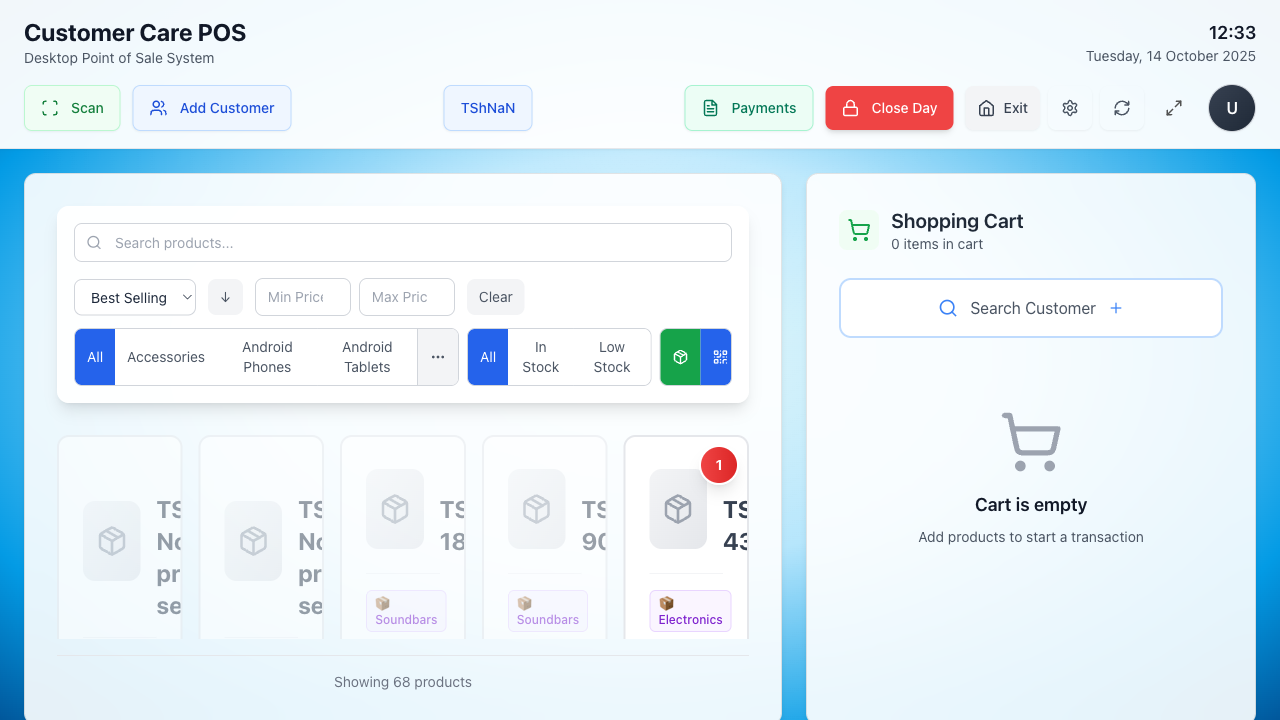 Customer Care POS
Desktop Point of Sale System
12:33
Tuesday, 14 October 2025
Scan
Add Customer
TShNaN
Payments
Close Day
Exit
U
Search products...
Best Selling
Min Pric
Max Pric
Clear
All
Accessories
Android
Phones
Android
Tablets
All
In
Stock
Low
Stock
TS
No
pr
se
TS
No
pr
se
TS
18
Soundbars
TS
90
Soundbars
1
TS
43
Electronics
Showing 68 products
Shopping Cart
0 items in cart
Search Customer
Cart is empty
Add products to start a transaction